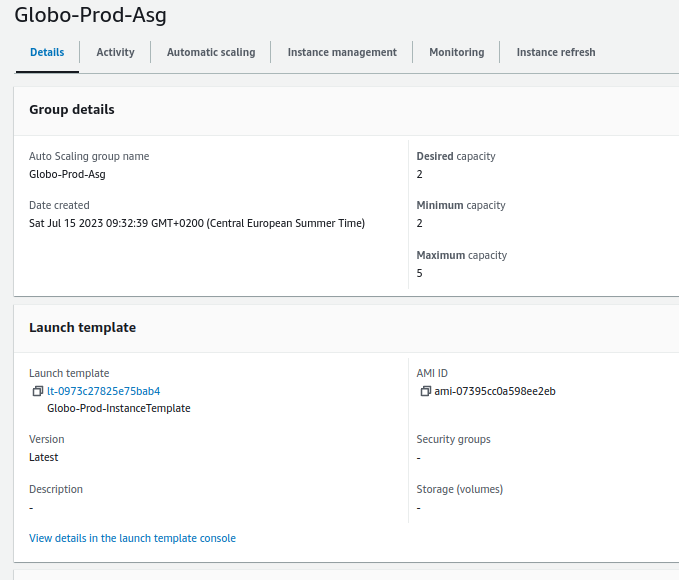 Globo-Prod-Asg
Details
Activity
Automatic scaling
Instance management
Monitoring
Instance refresh
Group details
Auto Scaling group name
Globo-Prod-Asg
Date created
Sat Jul 15 2023 09:32:39 GMT+0200 (Central European Summer Time)
Desired capacity
2
Minimum capacity
2
Maximum capacity
5
Launch template
Launch template
lt-0973c27825e75bab4
Globo-Prod-InstanceTemplate
Version
Latest
Description
-
View details in the launch template console
AMI ID
ami-07395cc0a598ee2eb
Security groups
-
Storage (volumes)
-